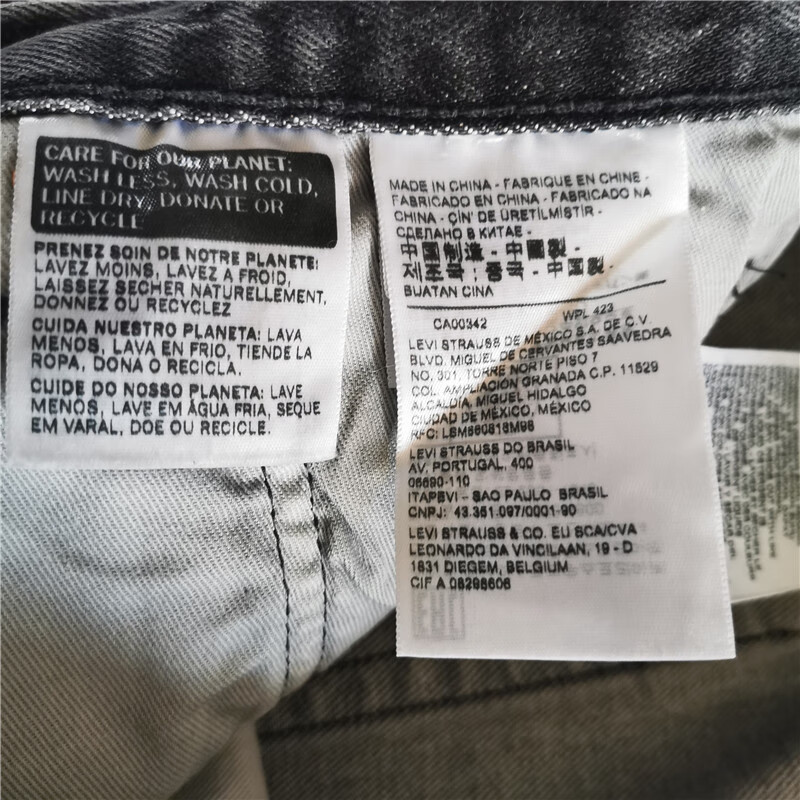 CARE FOR OUR PLANET:
WASH LESS, WASH COLD,
LINE DRY, DONATE OR
RECYCLE
PRENEZ SOIN DE NOTRE PLANETE:
LAVEZ MOINS, LAVEZ A FROID,
LAISSEZ SECHER NATURELLEMENT,
DONNEZ OU RECYCLEZ
CUIDA NUESTRO PLANETA: LAVA
MENOS, LAVA EN FRIO, TIENDE LA
ROPA, DONA O RECICLA.
CUIDE DO NOSSO PLANETA: LAVE
MENOS, LAVE EM ÁGUA FRIA, SEQUE
EM VARAL, DOE OU RECICLE.
MADE IN CHINA - FABRIQUE EN CHINE -
FABRICADO EN CHINA - FABRICADO NA
CHINA - ÇIN' DE ÜRETILMİSTİR -
СДЕЛАНО В КИТАЕ -
中国制造 - 中國製 -
제조국 : 중국 - 中国製 -
BUATAN CINA
CA00342 WPL 423
LEVI STRAUSS DE MÉXICO S.A. DE C.V.
BLVD. MIGUEL DE CERVANTES SAAVEDRA
NO. 301, TORRE NORTE PISO 7
COL. AMPLIACIÓN GRANADA C.P. 11529
ALCALDÍA, MIGUEL HIDALGO
CIUDAD DE MÉXICO, MÉXICO
RFC:
LEVI STRAUSS DO BRASIL
AV. PORTUGAL, 400
06690-110
ITAPEVI - SAO PAULO BRASIL
CNPJ: 43.351.097/0001-90
LEVI STRAUSS & CO. EU SCA/CVA
LEONARDO DA VINCILAAN, 19 - D
1831 DIEGEM, BELGIUM
CIF A 08298606